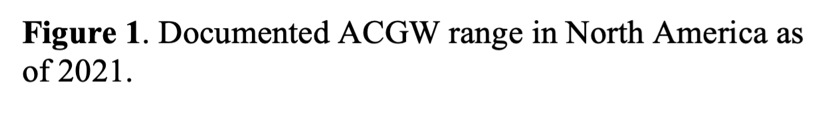 Figure 1. Documented ACGW range in North America as
of 2021.